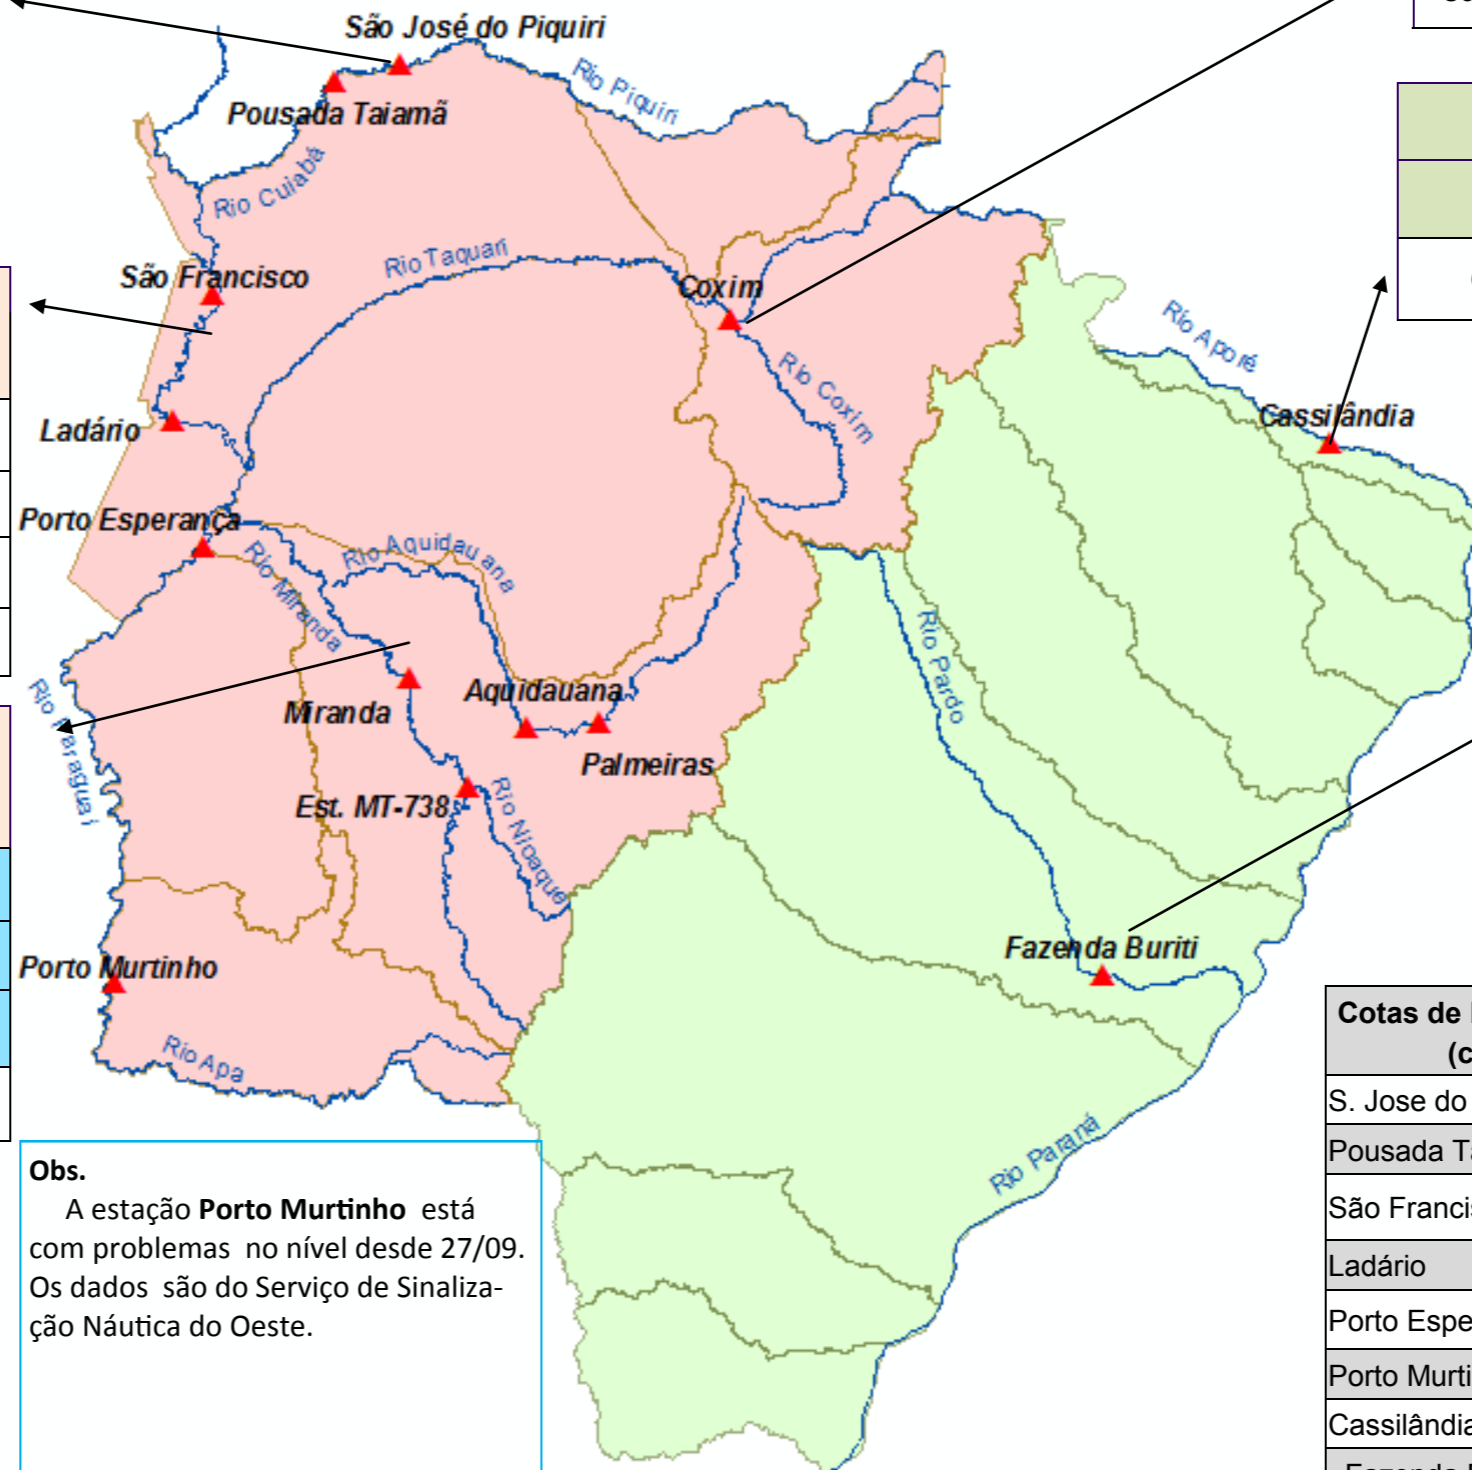 São José do Piquiri
Rio Piquiri
Pousada Taiamã
Rio Cuiabá
Rio Taquari
São Francisco
Coxim
Rio Aporé
Rio Coxim
Cassilândia
Ladário
Porto Esperança
Rio Aquidauana
Rio Miranda
Rio Pardo
Rio Paraguai
Aquidauana
Miranda
Palmeiras
Est. MT-738
Rio Nioaque
Fazenda Buriti
Porto Murtinho
Rio Apa
Rio Paraná
Obs.
A estação Porto Murtinho está
com problemas no nível desde 27/09.
Os dados são do Serviço de Sinaliza-
ção Náutica do Oeste.
Cotas de
S. Jose do
Pousada
São
Ladário
Porto
Porto
Cassilândia